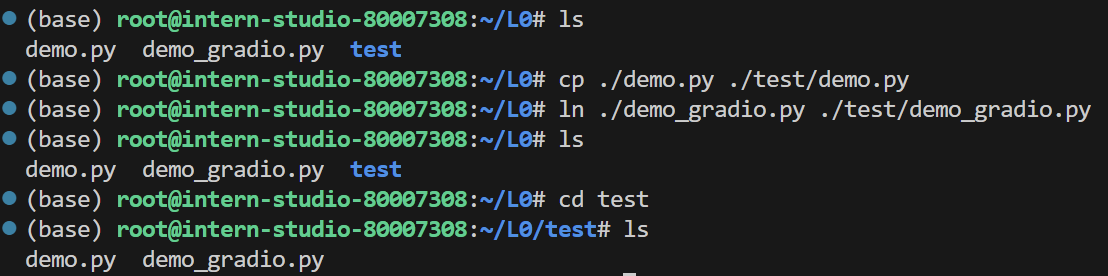 (base) root@intern-studio-80007308:~/L0# ls
demo.py  demo_gradio.py  test
(base) root@intern-studio-80007308:~/L0# cp ./demo.py ./test/demo.py
(base) root@intern-studio-80007308:~/L0# ln ./demo_gradio.py ./test/demo_gradio.py
(base) root@intern-studio-80007308:~/L0# ls
demo.py  demo_gradio.py  test
(base) root@intern-studio-80007308:~/L0# cd test
(base) root@intern-studio-80007308:~/L0/test# ls
demo.py  demo_gradio.py